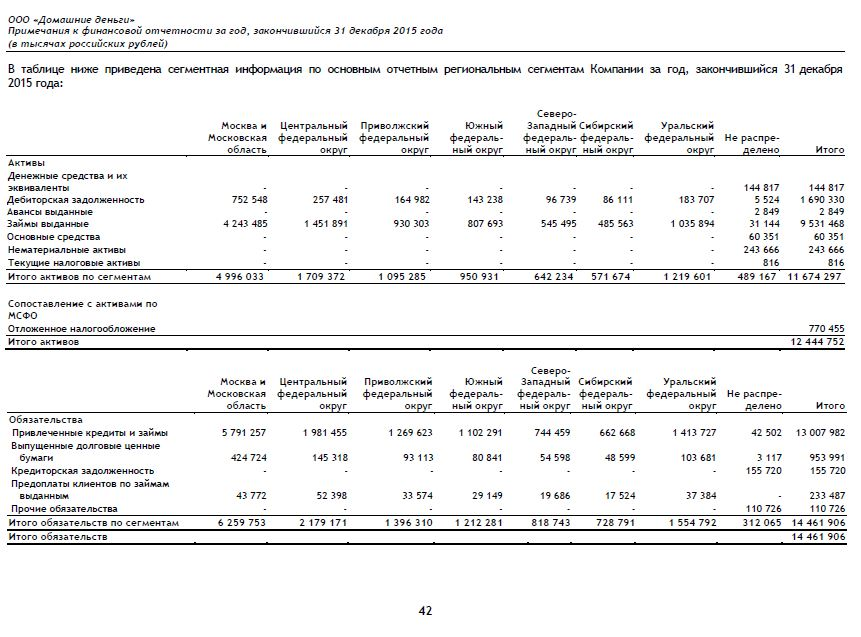 ООО «Домашние деньги»
Примечания к финансовой отчетности за год, закончившийся 31 декабря 2015 года
(в тысячах российских рублей)
В таблице ниже приведена сегментная информация по основным отчетным региональным сегментам Компании за год, закончившийся 31 декабря
2015 года:
Северо-
Москва и Центральный Приволжский Южный Западный Сибирский Уральский
Московская федеральный федеральный федераль- федераль- федераль- федеральный Не распре-
область округ округ ный округ ный округ ный округ округ делено Итого
Активы
Денежные средства и их
эквиваленты - - - - - - - 144 817 144 817
Дебиторская задолженность 752 548 257 481 164 982 143 238 96 739 86 111 183 707 5 524 1 690 330
Авансы выданные - - - - - - - 2 849 2 849
Займы выданные 4 243 485 1 451 891 930 303 807 693 545 495 485 563 1 035 894 31 144 9 531 468
Основные средства - - - - - - - 60 351 60 351
Нематериальные активы - - - - - - - 243 666 243 666
Текущие налоговые активы - - - - - - - 816 816
Итого активов по сегментам 4 996 033 1 709 372 1 095 285 950 931 642 234 571 674 1 219 601 489 167 11 674 297
Сопоставление с активами по
МСФО
Отложенное налогообложение 770 455
Итого активов 12 444 752
Северо-
Москва и Центральный Приволжский Южный Западный Сибирский Уральский
Московская федеральный федеральный федераль- федераль- федераль- федеральный Не распре-
область округ округ ный округ ный округ ный округ округ делено Итого
Обязательства
Привлеченные кредиты и займы 5 791 257 1 981 455 1 269 623 1 102 291 744 459 662 668 1 413 727 42 502 13 007 982
Выпущенные долговые ценные
бумаги 424 724 145 318 93 113 80 841 54 598 48 599 103 681 3 117 953 991
Кредиторская задолженность - - - - - - - 155 720 155 720
Предоплаты клиентов по займам
выданным 43 772 52 398 33 574 29 149 19 686 17 524 37 384 - 233 487
Прочие обязательства - - - - - - - 110 726 110 726
Итого обязательств по сегментам 6 259 753 2 179 171 1 396 310 1 212 281 818 743 728 791 1 554 792 312 065 14 461 906
Итого обязательств 14 461 906
42